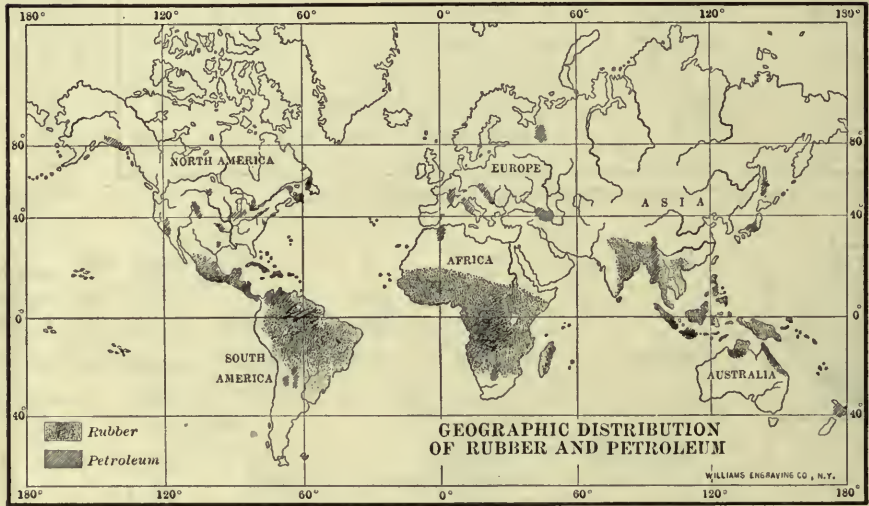 180° 120° 60° 0° 60° 120° 180°
80 80
NORTH AMERICA
EUROPE
ASIA
40 40
AFRICA
0° 0°
SOUTH
AMERICA
AUSTRALIA
40° 40°
Rubber
Petroleum
GEOGRAPHIC DISTRIBUTION
OF RUBBER AND PETROLEUM
WILLIAMS ENGRAVING CO., N.Y.
180° 120° 60° 0° 60° 120° 180°